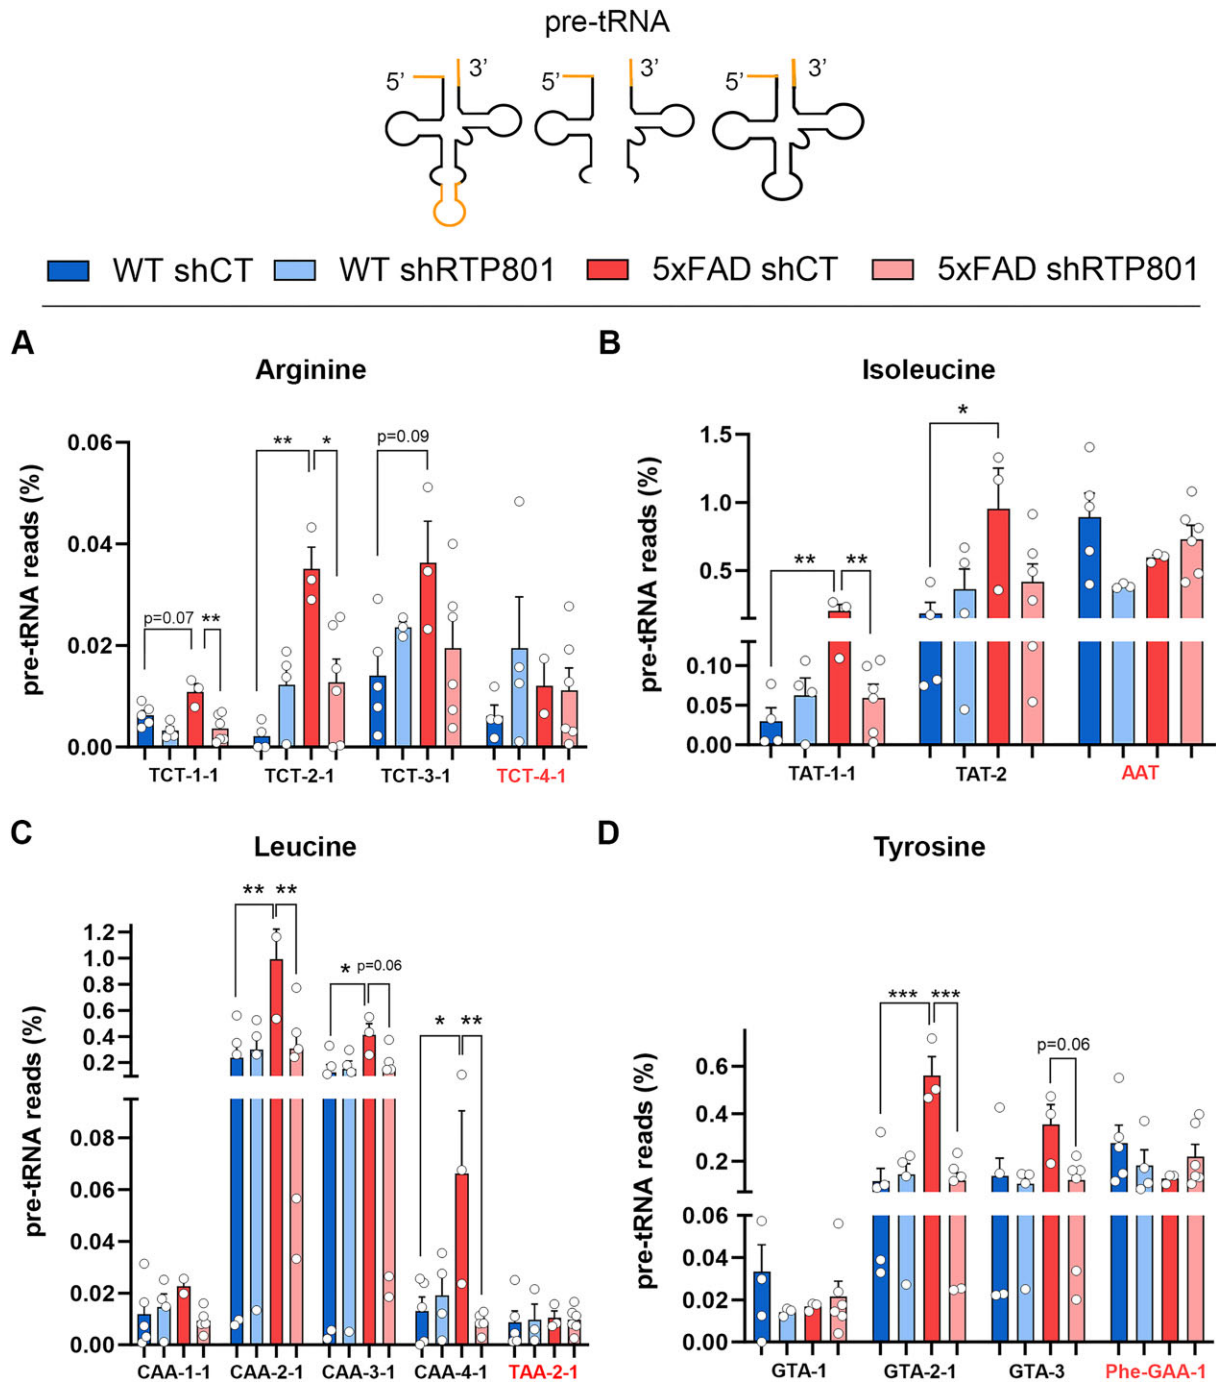 pre-tRNA
5’ 3’ 5’ 3’ 5’ 3’
WT shCT WT shRTP801 5xFAD shCT 5xFAD shRTP801
A
Arginine
pre-tRNA reads (%)
0.06
0.04
0.02
0.00
p=0.07
**
**
*
p=0.09
TCT-1-1 TCT-2-1 TCT-3-1 TCT-4-1
B
Isoleucine
pre-tRNA reads (%)
1.5
1.0
0.5
0.10
0.05
0.00
**
**
*
TAT-1-1 TAT-2 AAT
C
Leucine
pre-tRNA reads (%)
1.2
1.0
0.8
0.6
0.4
0.2
0.08
0.06
0.04
0.02
0.00
**
**
*
p=0.06
*
**
CAA-1-1 CAA-2-1 CAA-3-1 CAA-4-1 TAA-2-1
D
Tyrosine
pre-tRNA reads (%)
0.6
0.4
0.2
0.06
0.04
0.02
0.00
***
***
p=0.06
GTA-1 GTA-2-1 GTA-3 Phe-GAA-1